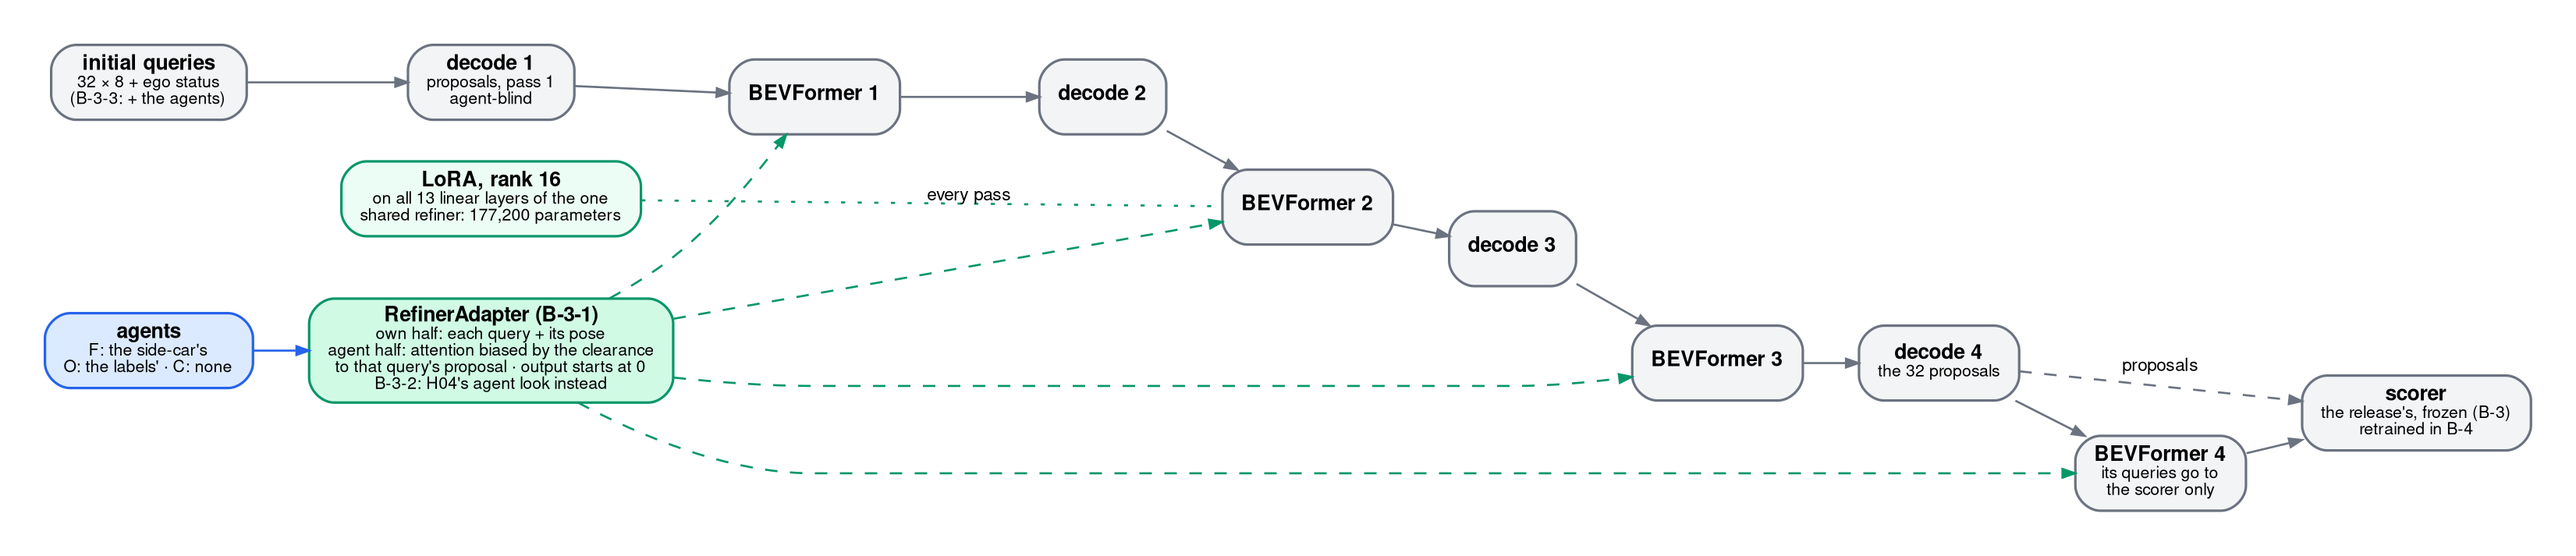 initial queries
32 × 8 + ego status
(B-3-3: + the agents)
decode 1
proposals, pass 1
agent-blind
BEVFormer 1
decode 2
LoRA, rank 16
on all 13 linear layers of the one
shared refiner: 177,200 parameters
every pass
BEVFormer 2
decode 3
agents
F: the side-car's
O: the labels' · C: none
RefinerAdapter (B-3-1)
own half: each query + its pose
agent half: attention biased by the clearance
to that query's proposal · output starts at 0
B-3-2: H04's agent look instead
BEVFormer 3
decode 4
the 32 proposals
proposals
scorer
the release's, frozen (B-3)
retrained in B-4
BEVFormer 4
its queries go to
the scorer only